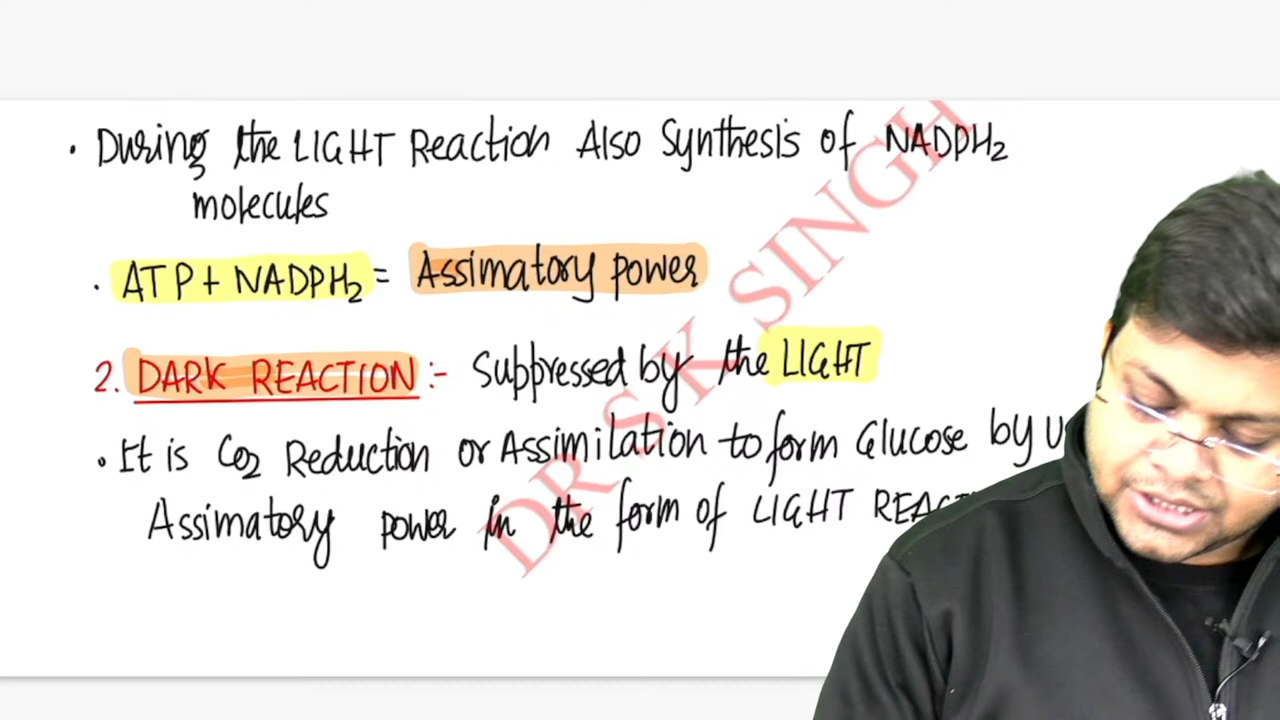 • During the LIGHT Reaction Also Synthesis of NADPH₂
molecules
• ATP + NADPH₂ = Assimatory power
2. DARK REACTION :- Suppressed by the LIGHT
• It is CO₂ Reduction or Assimilation to form Glucose by u
Assimatory power in the form of LIGHT REAC
DR S K SINGH